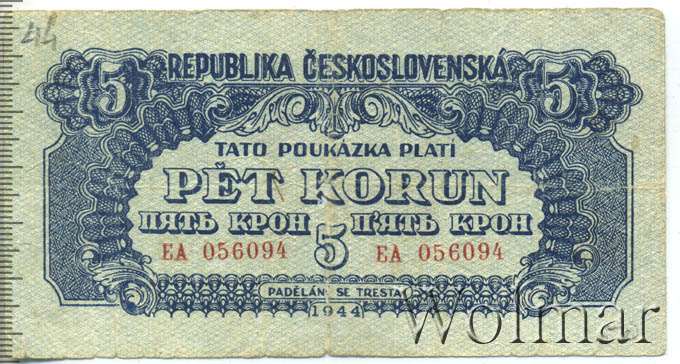 44
REPUBLIKA ČESKOSLOVENSKÁ
5 5
TATO POUKÁZKA PLATÍ
PĚT KORUN
ПЯТЬ КРОН П'ЯТЬ КРОН
EA 056094 5 EA 056094
PADĚLÁNÍ SE TRESTÁ
1944
Wolmar